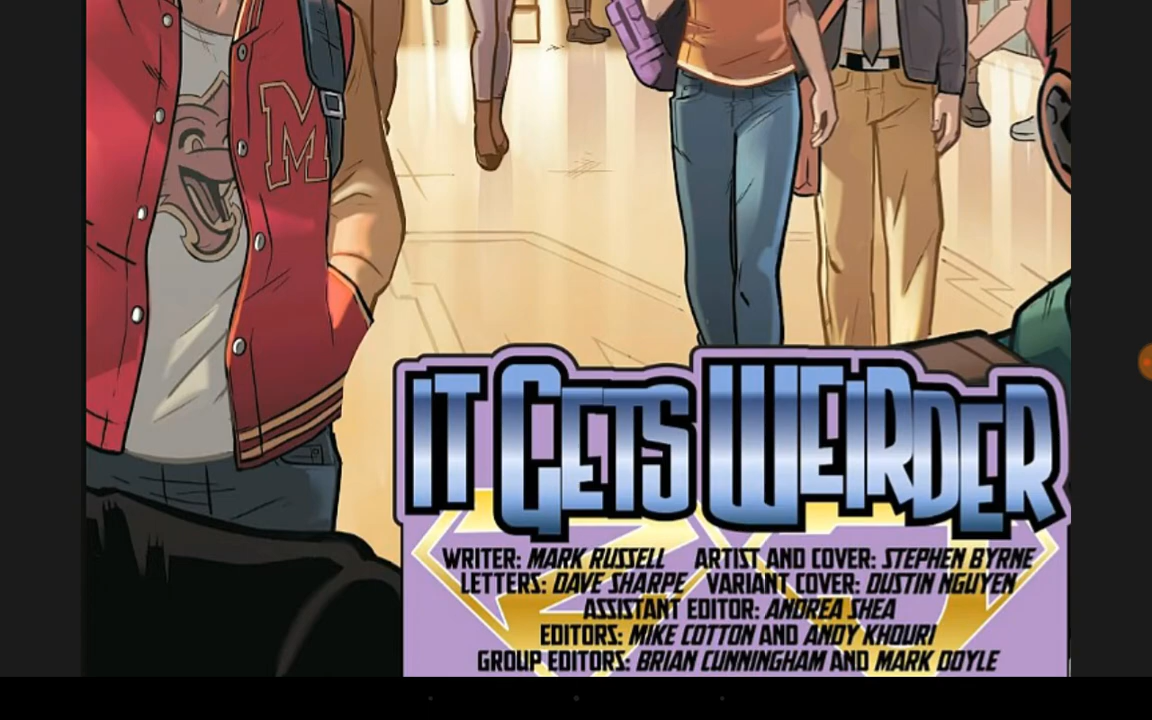 M
IT GETS WEIRDER
WRITER: MARK RUSSELL ARTIST AND COVER: STEPHEN BYRNE
LETTERS: DAVE SHARPE VARIANT COVER: DUSTIN NGUYEN
ASSISTANT EDITOR: ANDREA SHEA
EDITORS: MIKE COTTON AND ANDY KHOURI
GROUP EDITORS: BRIAN CUNNINGHAM AND MARK DOYLE